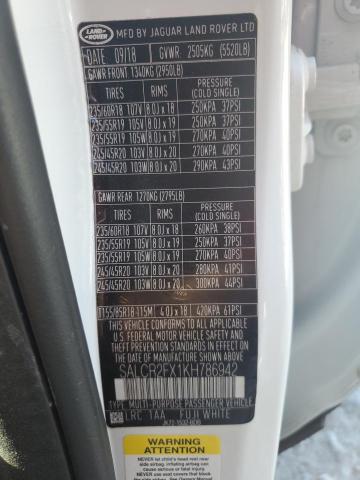 LAND ROVER
MFD BY JAGUAR LAND ROVER LTD
DATE 09/18 GVWR: 2505KG (5520LB)
GAWR FRONT 1340KG (2950LB)
TIRES RIMS PRESSURE (COLD SINGLE)
235/60R18 107V 8.0J x 18 250KPA 37PSI
235/55R19 105V 8.0J x 19 250KPA 37PSI
235/55R19 105W 8.0J x 19 270KPA 40PSI
245/45R20 103V 8.0J x 20 270KPA 40PSI
245/45R20 103W 8.0J x 20 290KPA 43PSI
GAWR REAR 1270KG (2795LB)
TIRES RIMS PRESSURE (COLD SINGLE)
235/60R18 107V 8.0J x 18 260KPA 38PSI
235/55R19 105V 8.0J x 19 250KPA 37PSI
235/55R19 105W 8.0J x 19 270KPA 40PSI
245/45R20 103V 8.0J x 20 280KPA 41PSI
245/45R20 103W 8.0J x 20 300KPA 44PSI
T155/85R18-115M 4.0J x 18 420KPA 61PSI
THIS VEHICLE CONFORMS TO ALL APPLICABLE
FEDERAL MOTOR VEHICLE SAFETY, BUMPER
AND THEFT PREVENTION STANDARDS IN EFFECT
ON THE DATE OF MANUFACTURE SHOWN ABOVE
SALCR2FX1KH786942
TYPE: MULTI-PURPOSE PASSENGER VEHICLE
LRC 1AA FUJI WHITE
WARNING